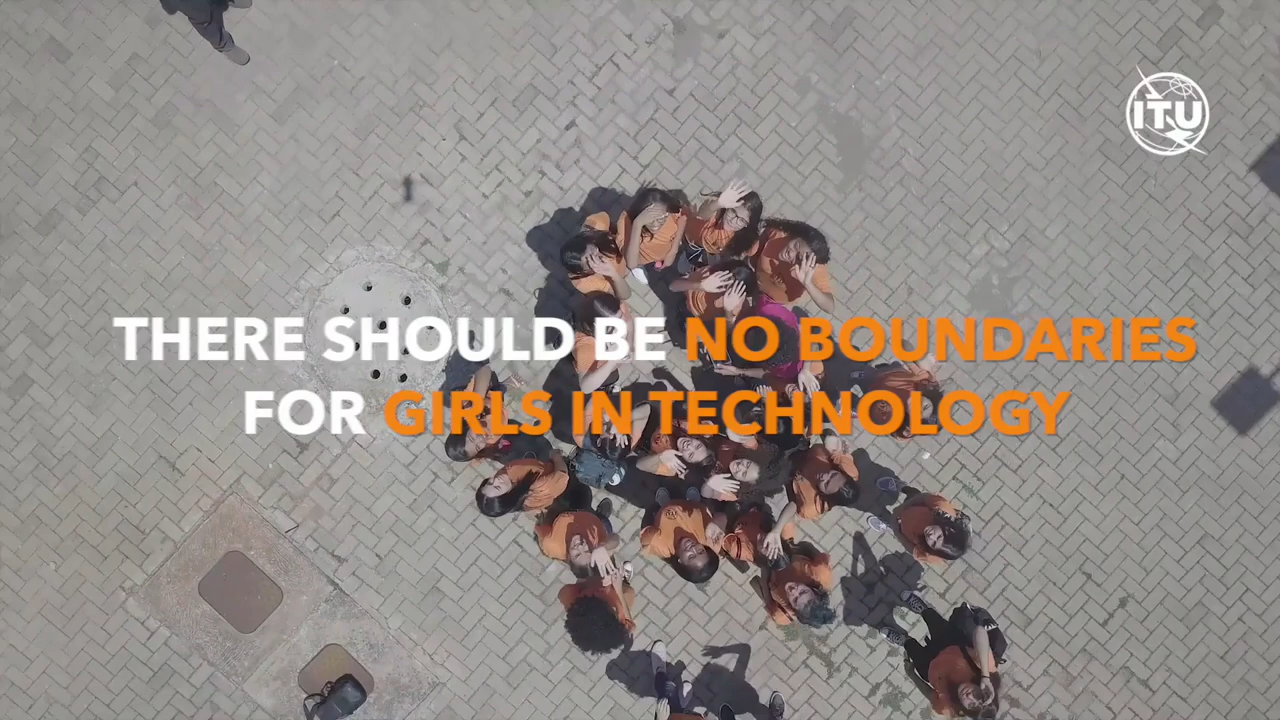 ITU
THERE SHOULD BE NO BOUNDARIES
FOR GIRLS IN TECHNOLOGY